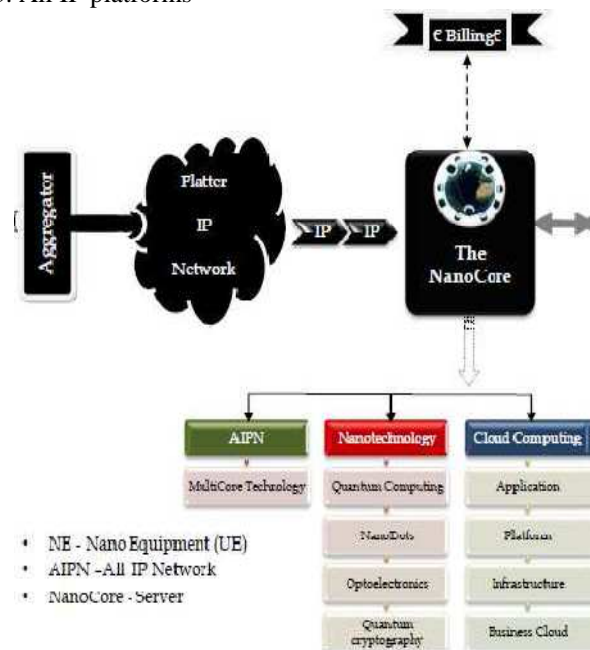 All IP platforms
€ Billing€
Aggregator
Flatter
IP
Network
IP IP
The
NanoCore
AIPN
Nanotechnology
Cloud Computing
MultiCore Technology
Quantum Computing
Application
NanoDots
Platform
Optoelectronics
Infrastructure
Quantum
cryptography
Business Cloud
• NE - Nano Equipment (UE)
• AIPN –All IP Network
• NanoCore - Server